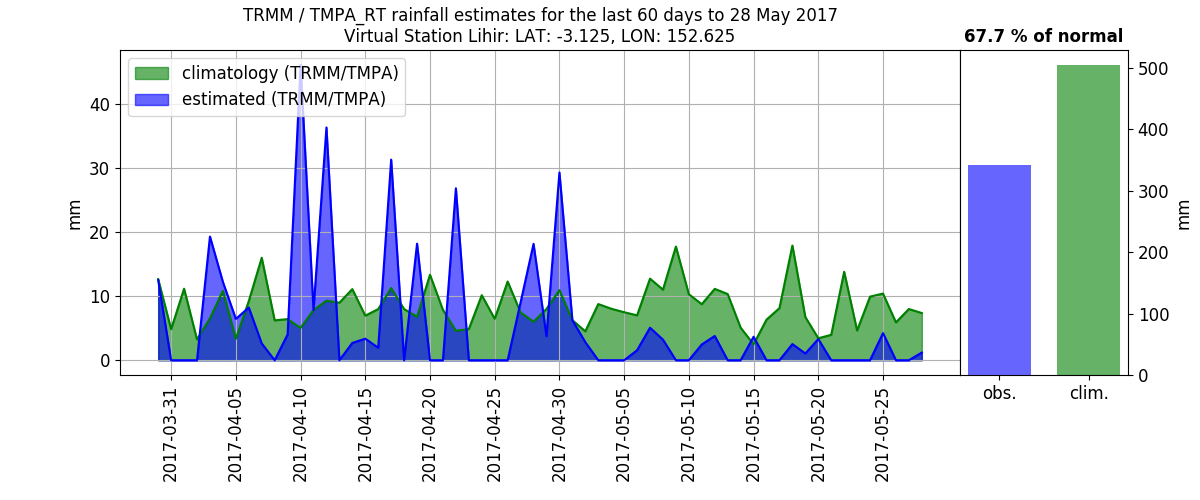 TRMM / TMPA_RT rainfall estimates for the last 60 days to 28 May 2017
Virtual Station Lihir: LAT: -3.125, LON: 152.625
67.7 % of normal
climatology (TRMM/TMPA)
estimated (TRMM/TMPA)
mm
40
30
20
10
0
2017-03-31
2017-04-05
2017-04-10
2017-04-15
2017-04-20
2017-04-25
2017-04-30
2017-05-05
2017-05-10
2017-05-15
2017-05-20
2017-05-25
500
400
300
200
100
0
mm
obs.
clim.